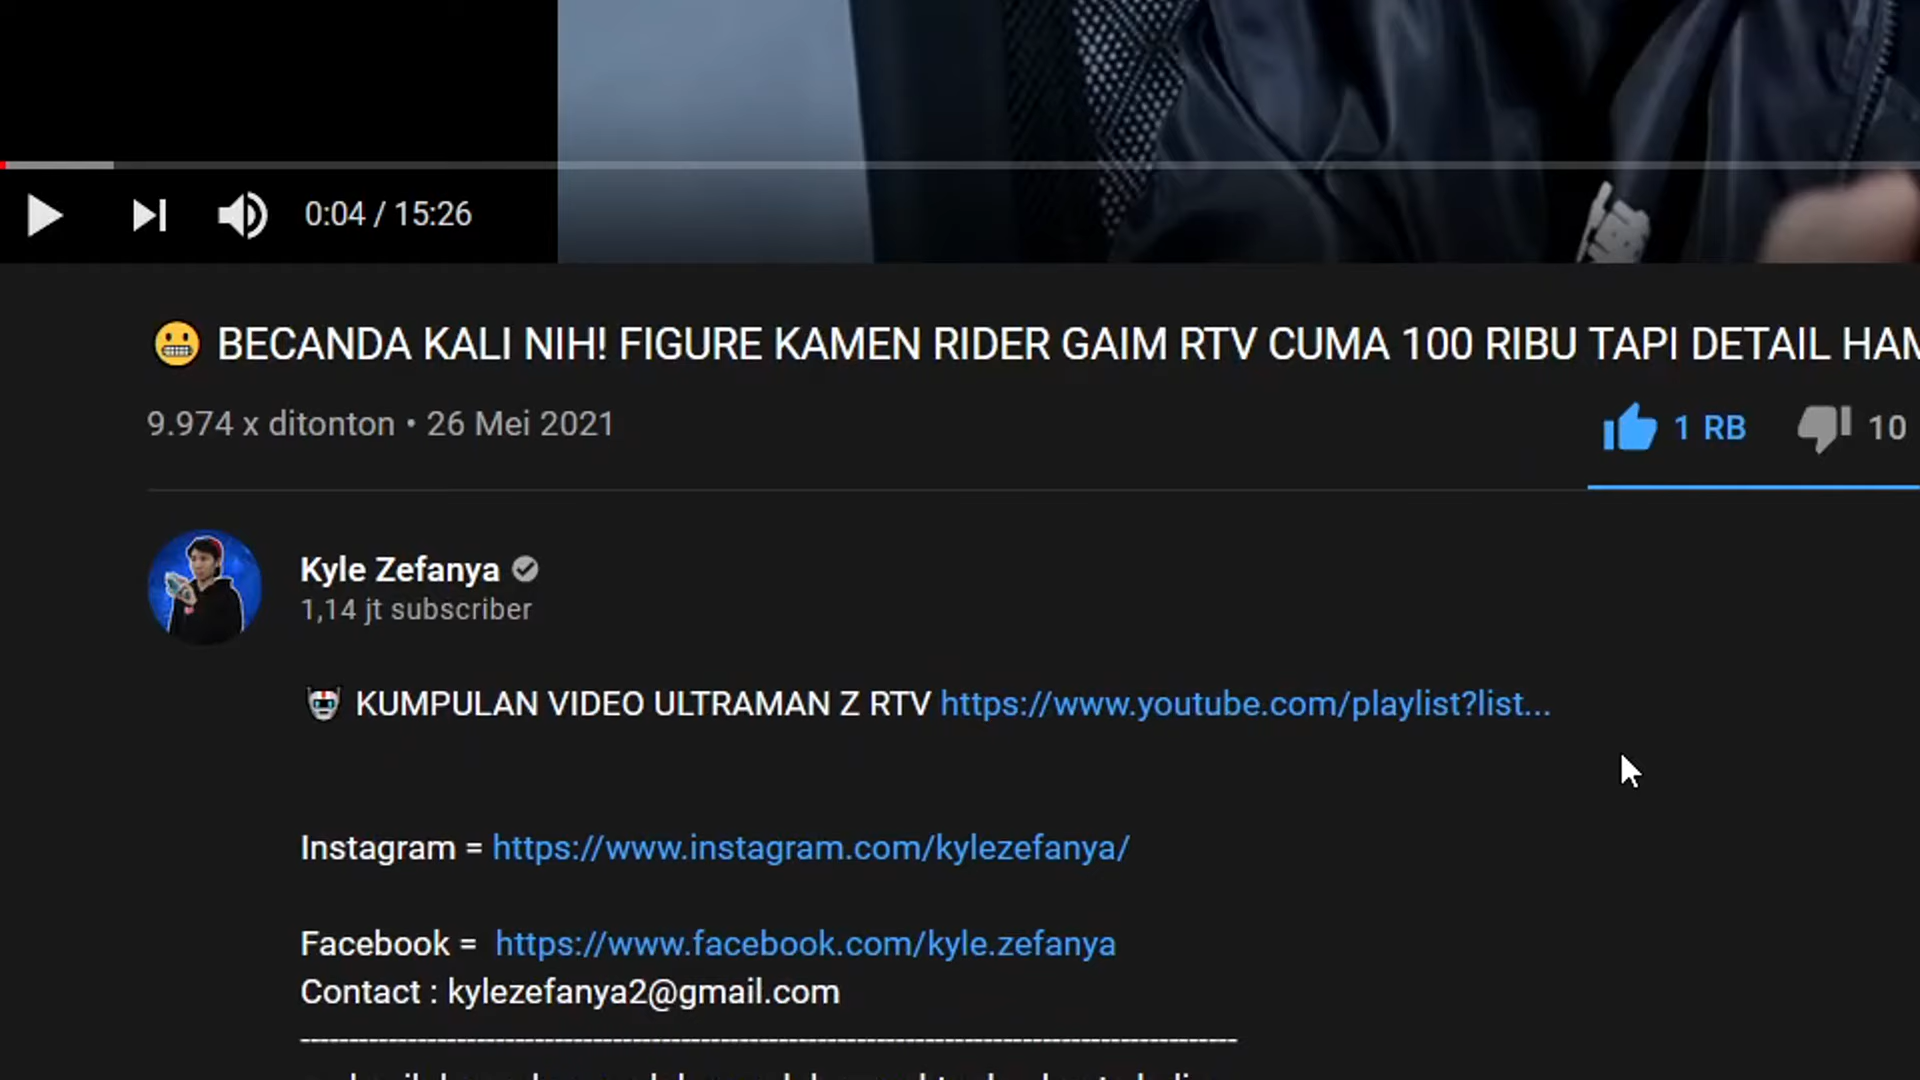 0:04 / 15:26
😬 BECANDA KALI NIH! FIGURE KAMEN RIDER GAIM RTV CUMA 100 RIBU TAPI DETAIL
9.974 x ditonton • 26 Mei 2021
1 RB
10
Kyle Zefanya
1,14 jt subscriber
KUMPULAN VIDEO ULTRAMAN Z RTV https://www.youtube.com/playlist?list...
Instagram = https://www.instagram.com/kylezefanya/
Facebook = https://www.facebook.com/kyle.zefanya
Contact : kylezefanya2@gmail.com